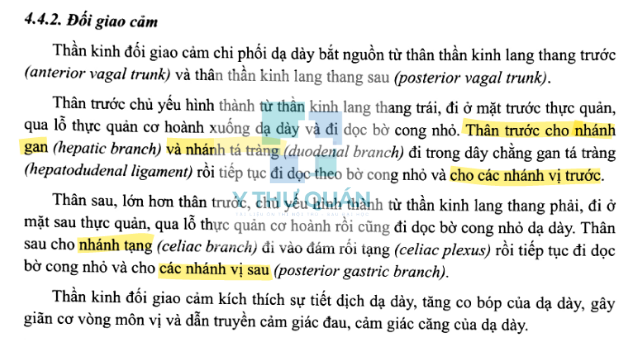 4.4.2. Đối giao cảm
Thần kinh đối giao cảm chi phối dạ dày bắt nguồn từ thân thần kinh lang thang trước
(anterior vagal trunk) và thân thần kinh lang thang sau (posterior vagal trunk).
Thân trước chủ yếu hình thành từ thần kinh lang thang trái, đi ở mặt trước thực quản,
qua lỗ thực quản cơ hoành xuống dạ dày và đi dọc bờ cong nhỏ. Thân trước cho nhánh
gan (hepatic branch) và nhánh tá tràng (duodenal branch) đi trong dây chằng gan tá tràng
(hepatodudenal ligament) rồi tiếp tục đi dọc theo bờ cong nhỏ và cho các nhánh vị trước.
Thân sau, lớn hơn thân trước, chủ yếu hình thành từ thần kinh lang thang phải, đi ở
mặt sau thực quản, qua lỗ thực quản cơ hoành rồi cũng đi dọc bờ cong nhỏ dạ dày. Thân
sau cho nhánh tạng (celiac branch) đi vào đám rối tạng (celiac plexus) rồi tiếp tục đi dọc
bờ cong nhỏ và cho các nhánh vị sau (posterior gastric branch).
Thần kinh đối giao cảm kích thích sự tiết dịch dạ dày, tăng co bóp của dạ dày, gây
giãn cơ vòng môn vị và dẫn truyền cảm giác đau, cảm giác căng của dạ dày.
Y THƯ QUÁN